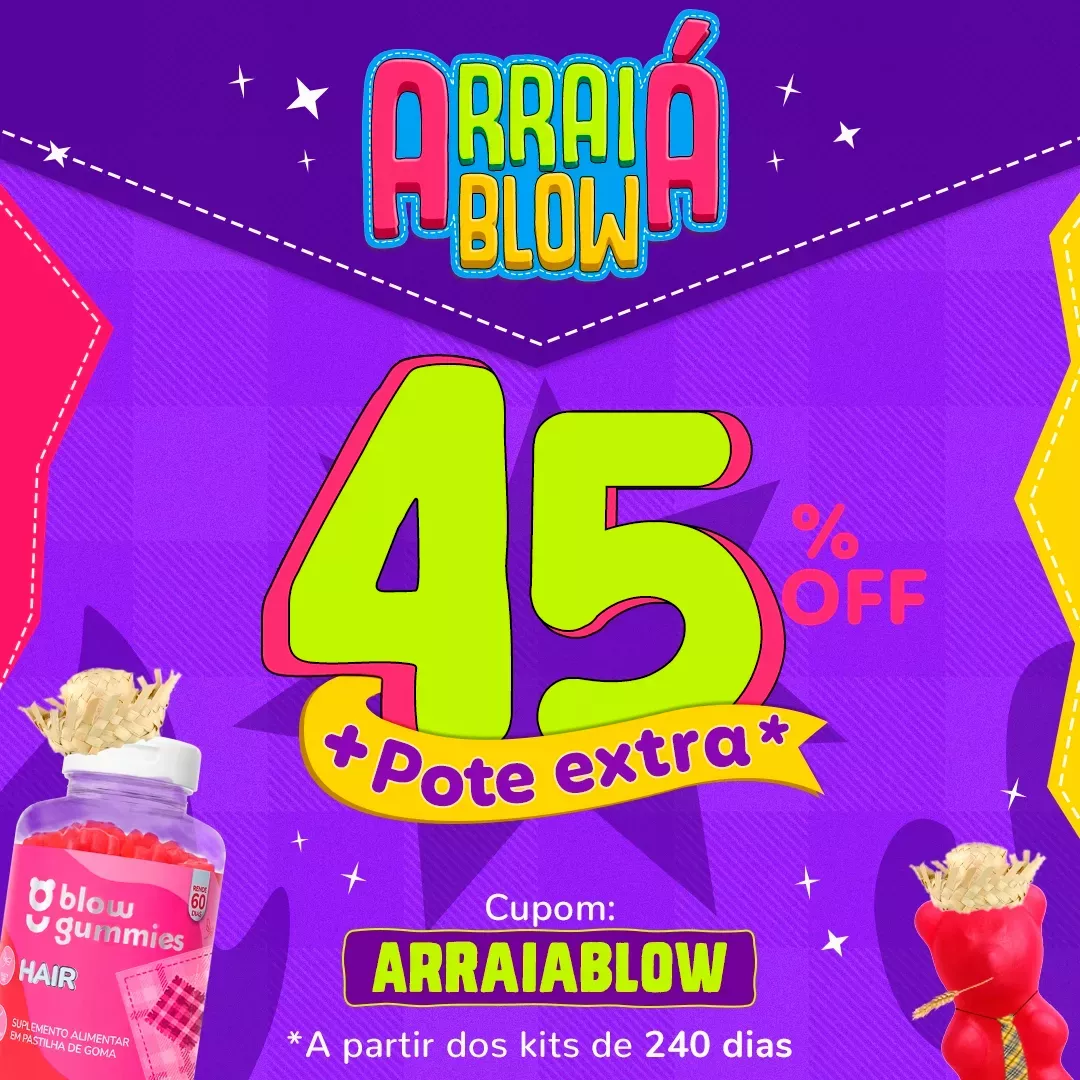 ARRAIÁ
BLOW
45
%
OFF
+Pote extra*
blow
gummies
RENDE
60
DIAS
HAIR
SUPLEMENTO ALIMENTAR
EM PASTILHA DE GOMA
Cupom:
ARRAIABLOW
*A partir dos kits de 240 dias